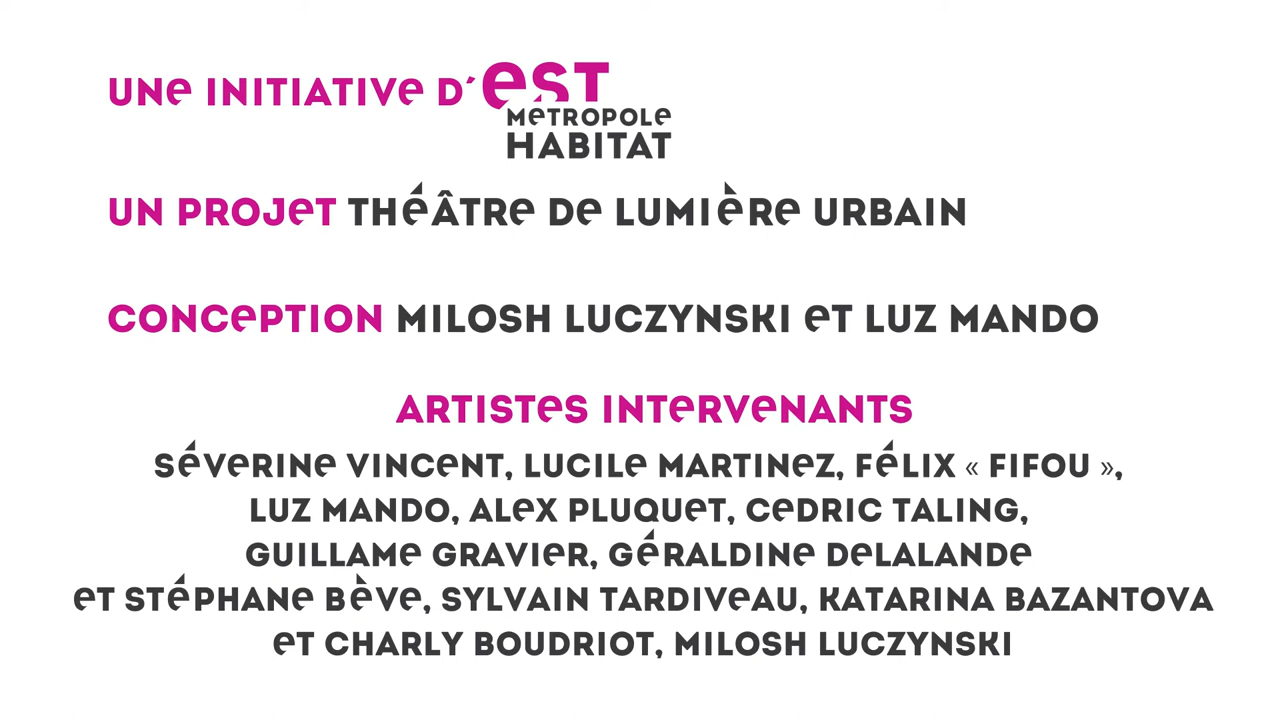 UNe INITIATIVe D'eST
MeTROPOLe
HABITAT
UN PROJeT THéÂTRe De LUMIèRe URBAIN
CONCePTION MILOSH LUCZYNSKI eT LUZ MANDO
ARTISTeS INTeRVeNANTS
SéVeRINe VINCeNT, LUCILe MARTINeZ, FéLIX « FIFOU »,
LUZ MANDO, ALeX PLUQUeT, CeDRIC TALING,
GUILLAMe GRAVIeR, GéRALDINe DeLALANDe
eT STéPHANe BèVe, SYLVAIN TARDIVeAU, KATARINA BAZANTOVA
eT CHARLY BOUDRIOT, MILOSH LUCZYNSKI